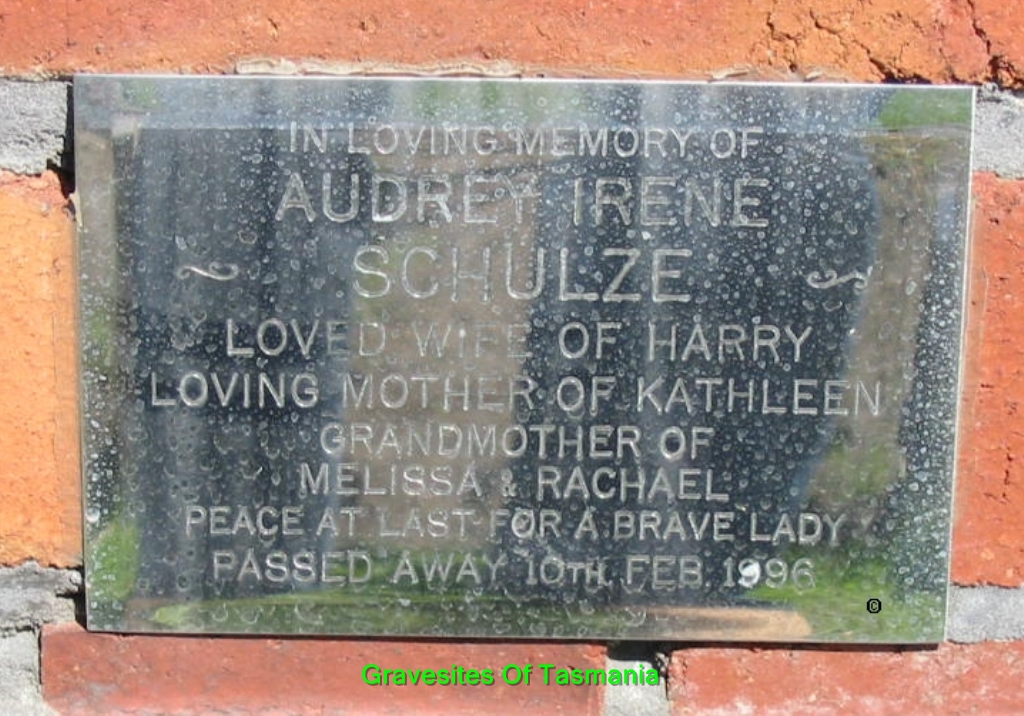 IN LOVING MEMORY OF
AUDREY IRENE
SCHULZE
LOVED WIFE OF HARRY
LOVING MOTHER OF KATHLEEN
GRANDMOTHER OF
MELISSA & RACHAEL
PEACE AT LAST FOR A BRAVE LADY
PASSED AWAY 10TH. FEB. 1996
©
Gravesites Of Tasmania